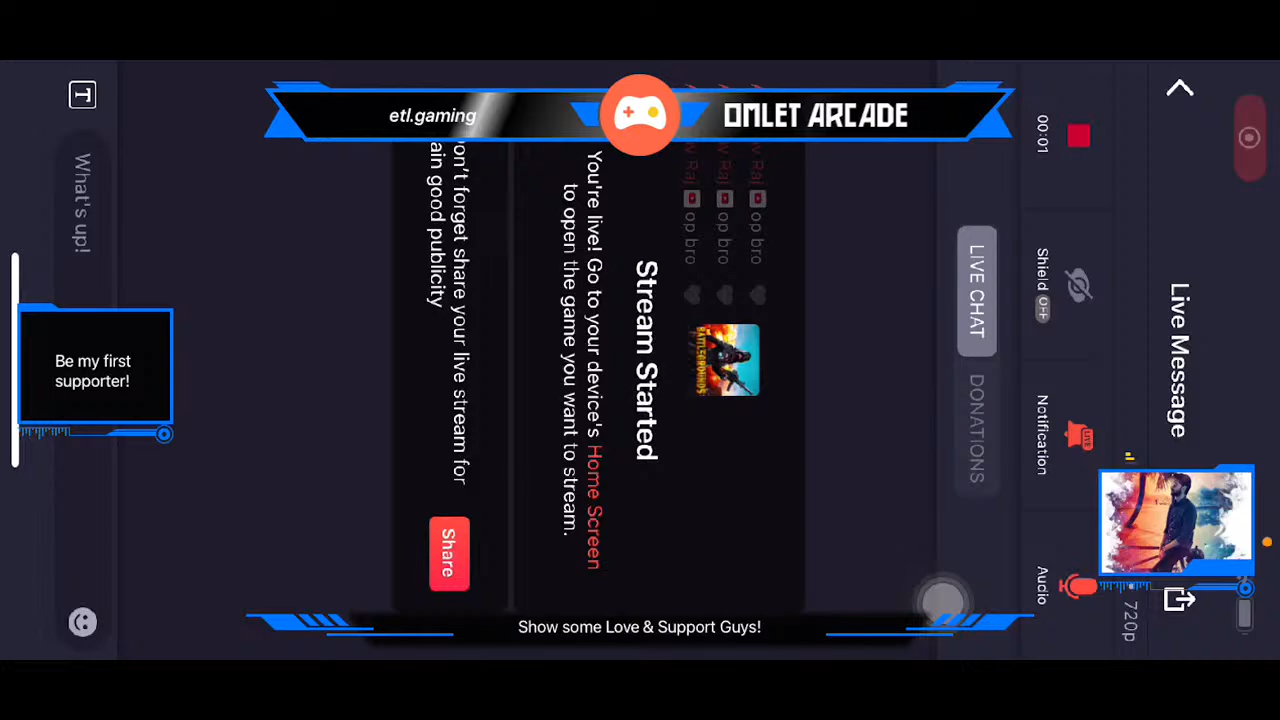 etl.gaming
OMLET ARCADE
Live Message
720p
00:01
Shield OFF
Notification
LIVE
Audio
LIVE CHAT
DONATIONS
op bro
op bro
op bro
BATTLEGROUNDS
Stream Started
You're live! Go to your device's Home Screen
to open the game you want to stream.
on't forget share your live stream for
ain good publicity
Share
What's up!
T
Be my first
supporter!
Show some Love & Support Guys!